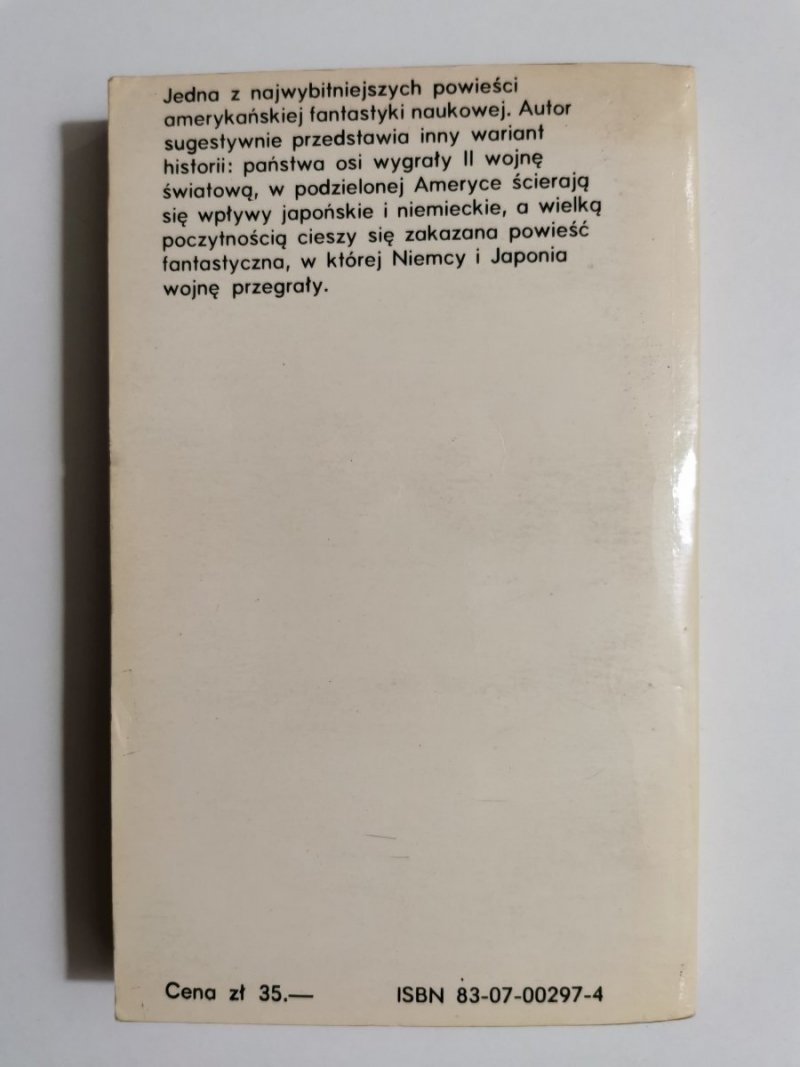 Jedna z najwybitniejszych powieści
amerykańskiej fantastyki naukowej. Autor
sugestywnie przedstawia inny wariant
historii: państwa osi wygrały II wojnę
światową, w podzielonej Ameryce ścierają
się wpływy japońskie i niemieckie, a wielką
poczytnością cieszy się zakazana powieść
fantastyczna, w której Niemcy i Japonia
wojnę przegrały.
Cena zł 35.—
ISBN 83-07-00297-4